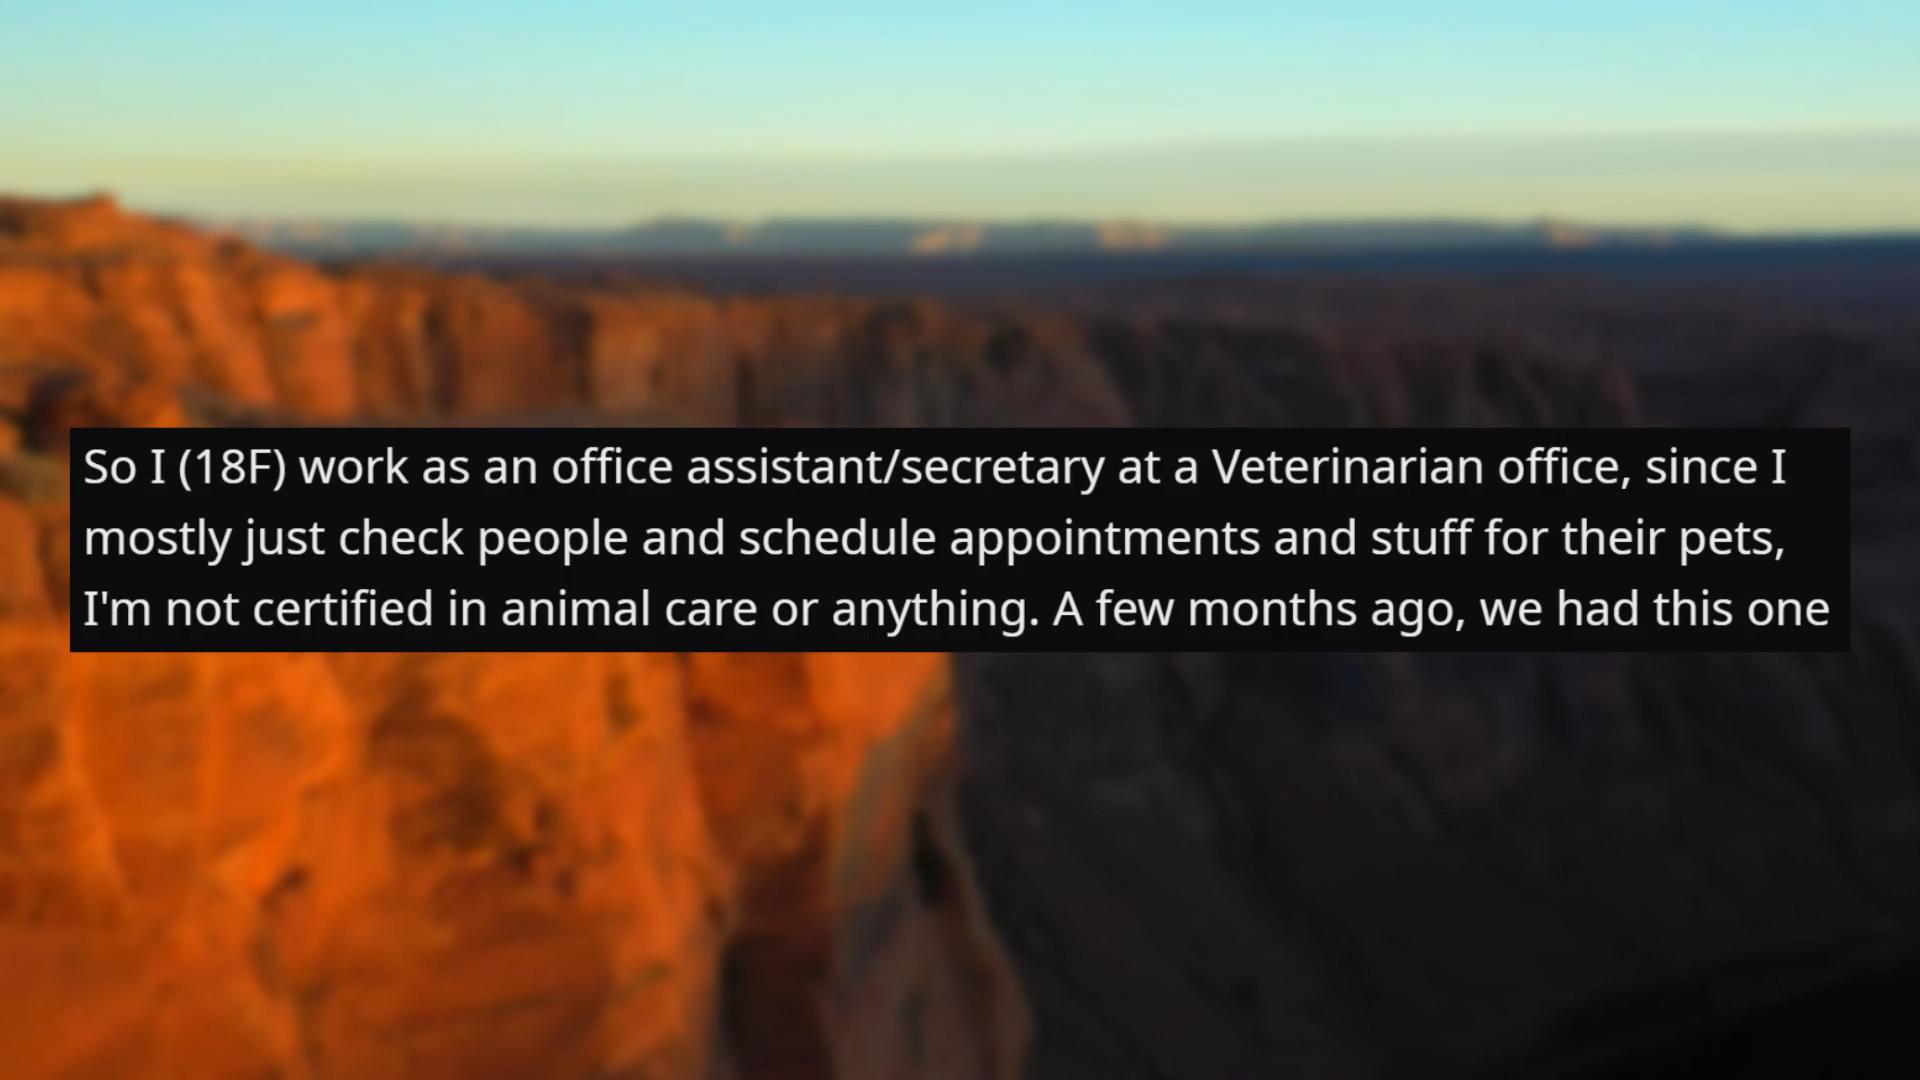 So I (18F) work as an office assistant/secretary at a Veterinarian office, since I
mostly just check people and schedule appointments and stuff for their pets,
I'm not certified in animal care or anything. A few months ago, we had this one